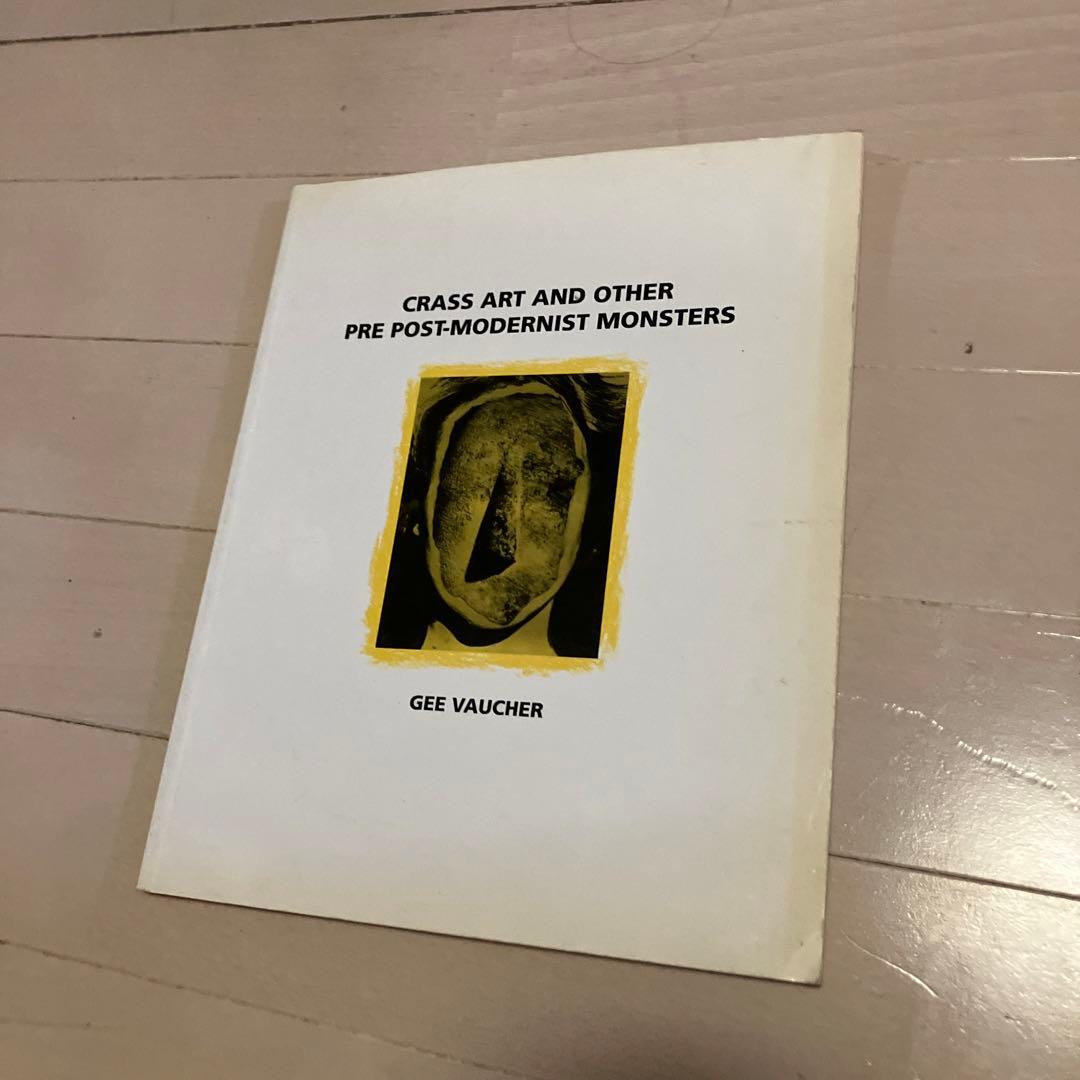 CRASS ART AND OTHER
PRE POST-MODERNIST MONSTERS
GEE VAUCHER